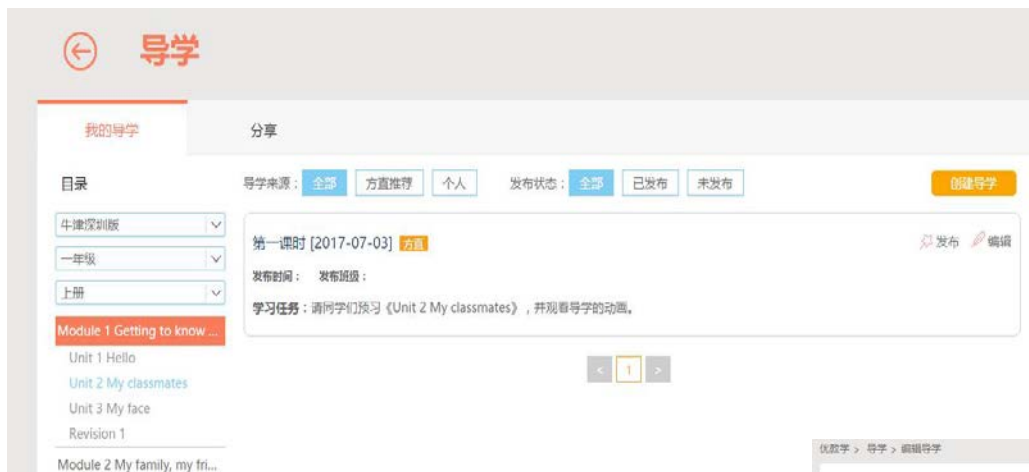 导学
我的导学 分享
目录
导学来源： 全部 方直推荐 个人 发布状态： 全部 已发布 未发布 创建导学
牛津深圳版
一年级
上册
第一课时 [2017-07-03] 方直 发布 编辑
发布时间： 发布班级：
学习任务：请同学们预习《Unit 2 My classmates》，并观看导学的动画。
Module 1 Getting to know ...
Unit 1 Hello
Unit 2 My classmates
Unit 3 My face
Revision 1
Module 2 My family, my fri...
< 1 >
优教学 > 导学 > 编辑导学